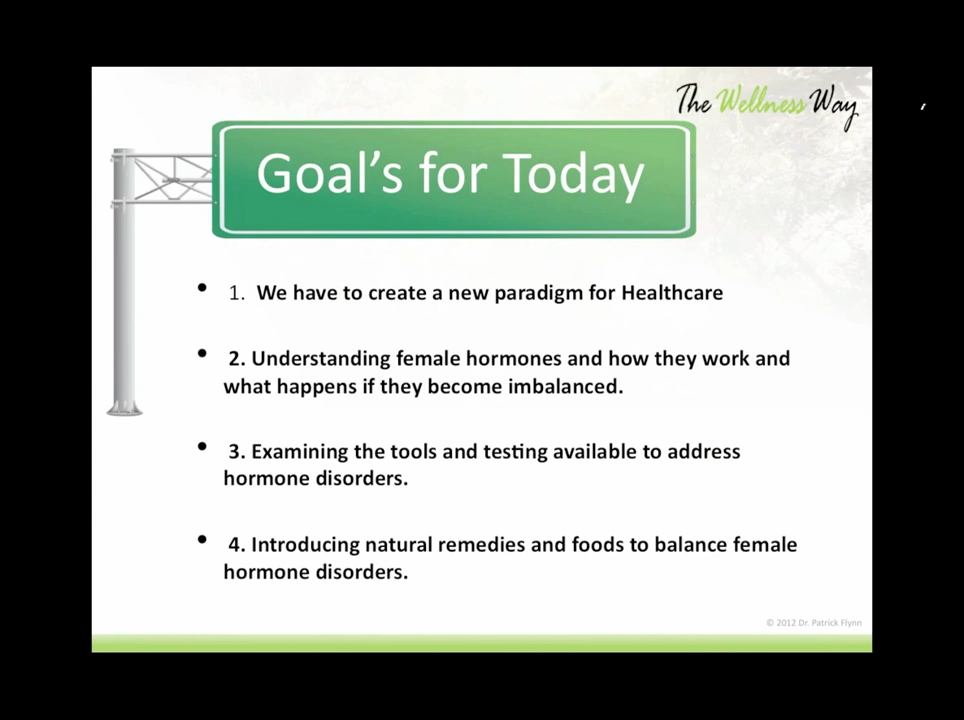 The Wellness Way
Goal's for Today
• 1. We have to create a new paradigm for Healthcare
• 2. Understanding female hormones and how they work and
what happens if they become imbalanced.
• 3. Examining the tools and testing available to address
hormone disorders.
• 4. Introducing natural remedies and foods to balance female
hormone disorders.
© 2012 Dr. Patrick Flynn